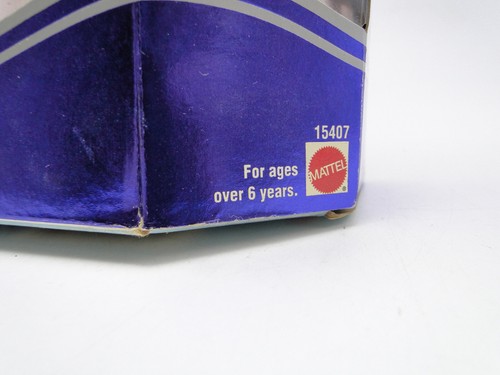 15407
For ages
over 6 years.
MATTEL
®